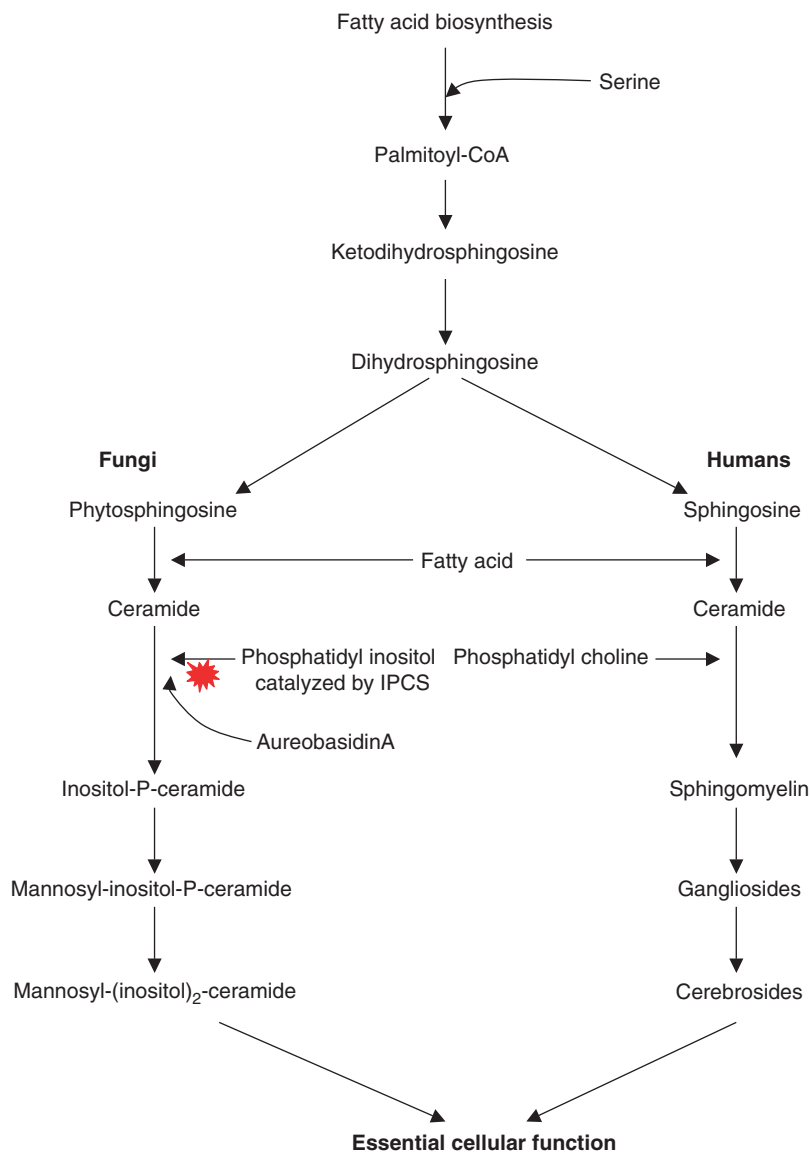 Fatty acid biosynthesis
Serine
Palmitoyl-CoA
Ketodihydrosphingosine
Dihydrosphingosine
Fungi
Humans
Phytosphingosine
Sphingosine
Fatty acid
Ceramide
Ceramide
Phosphatidyl inositol
catalyzed by IPCS
Phosphatidyl choline
AureobasidinA
Inositol-P-ceramide
Sphingomyelin
Mannosyl-inositol-P-ceramide
Gangliosides
Mannosyl-(inositol)₂-ceramide
Cerebrosides
Essential cellular function